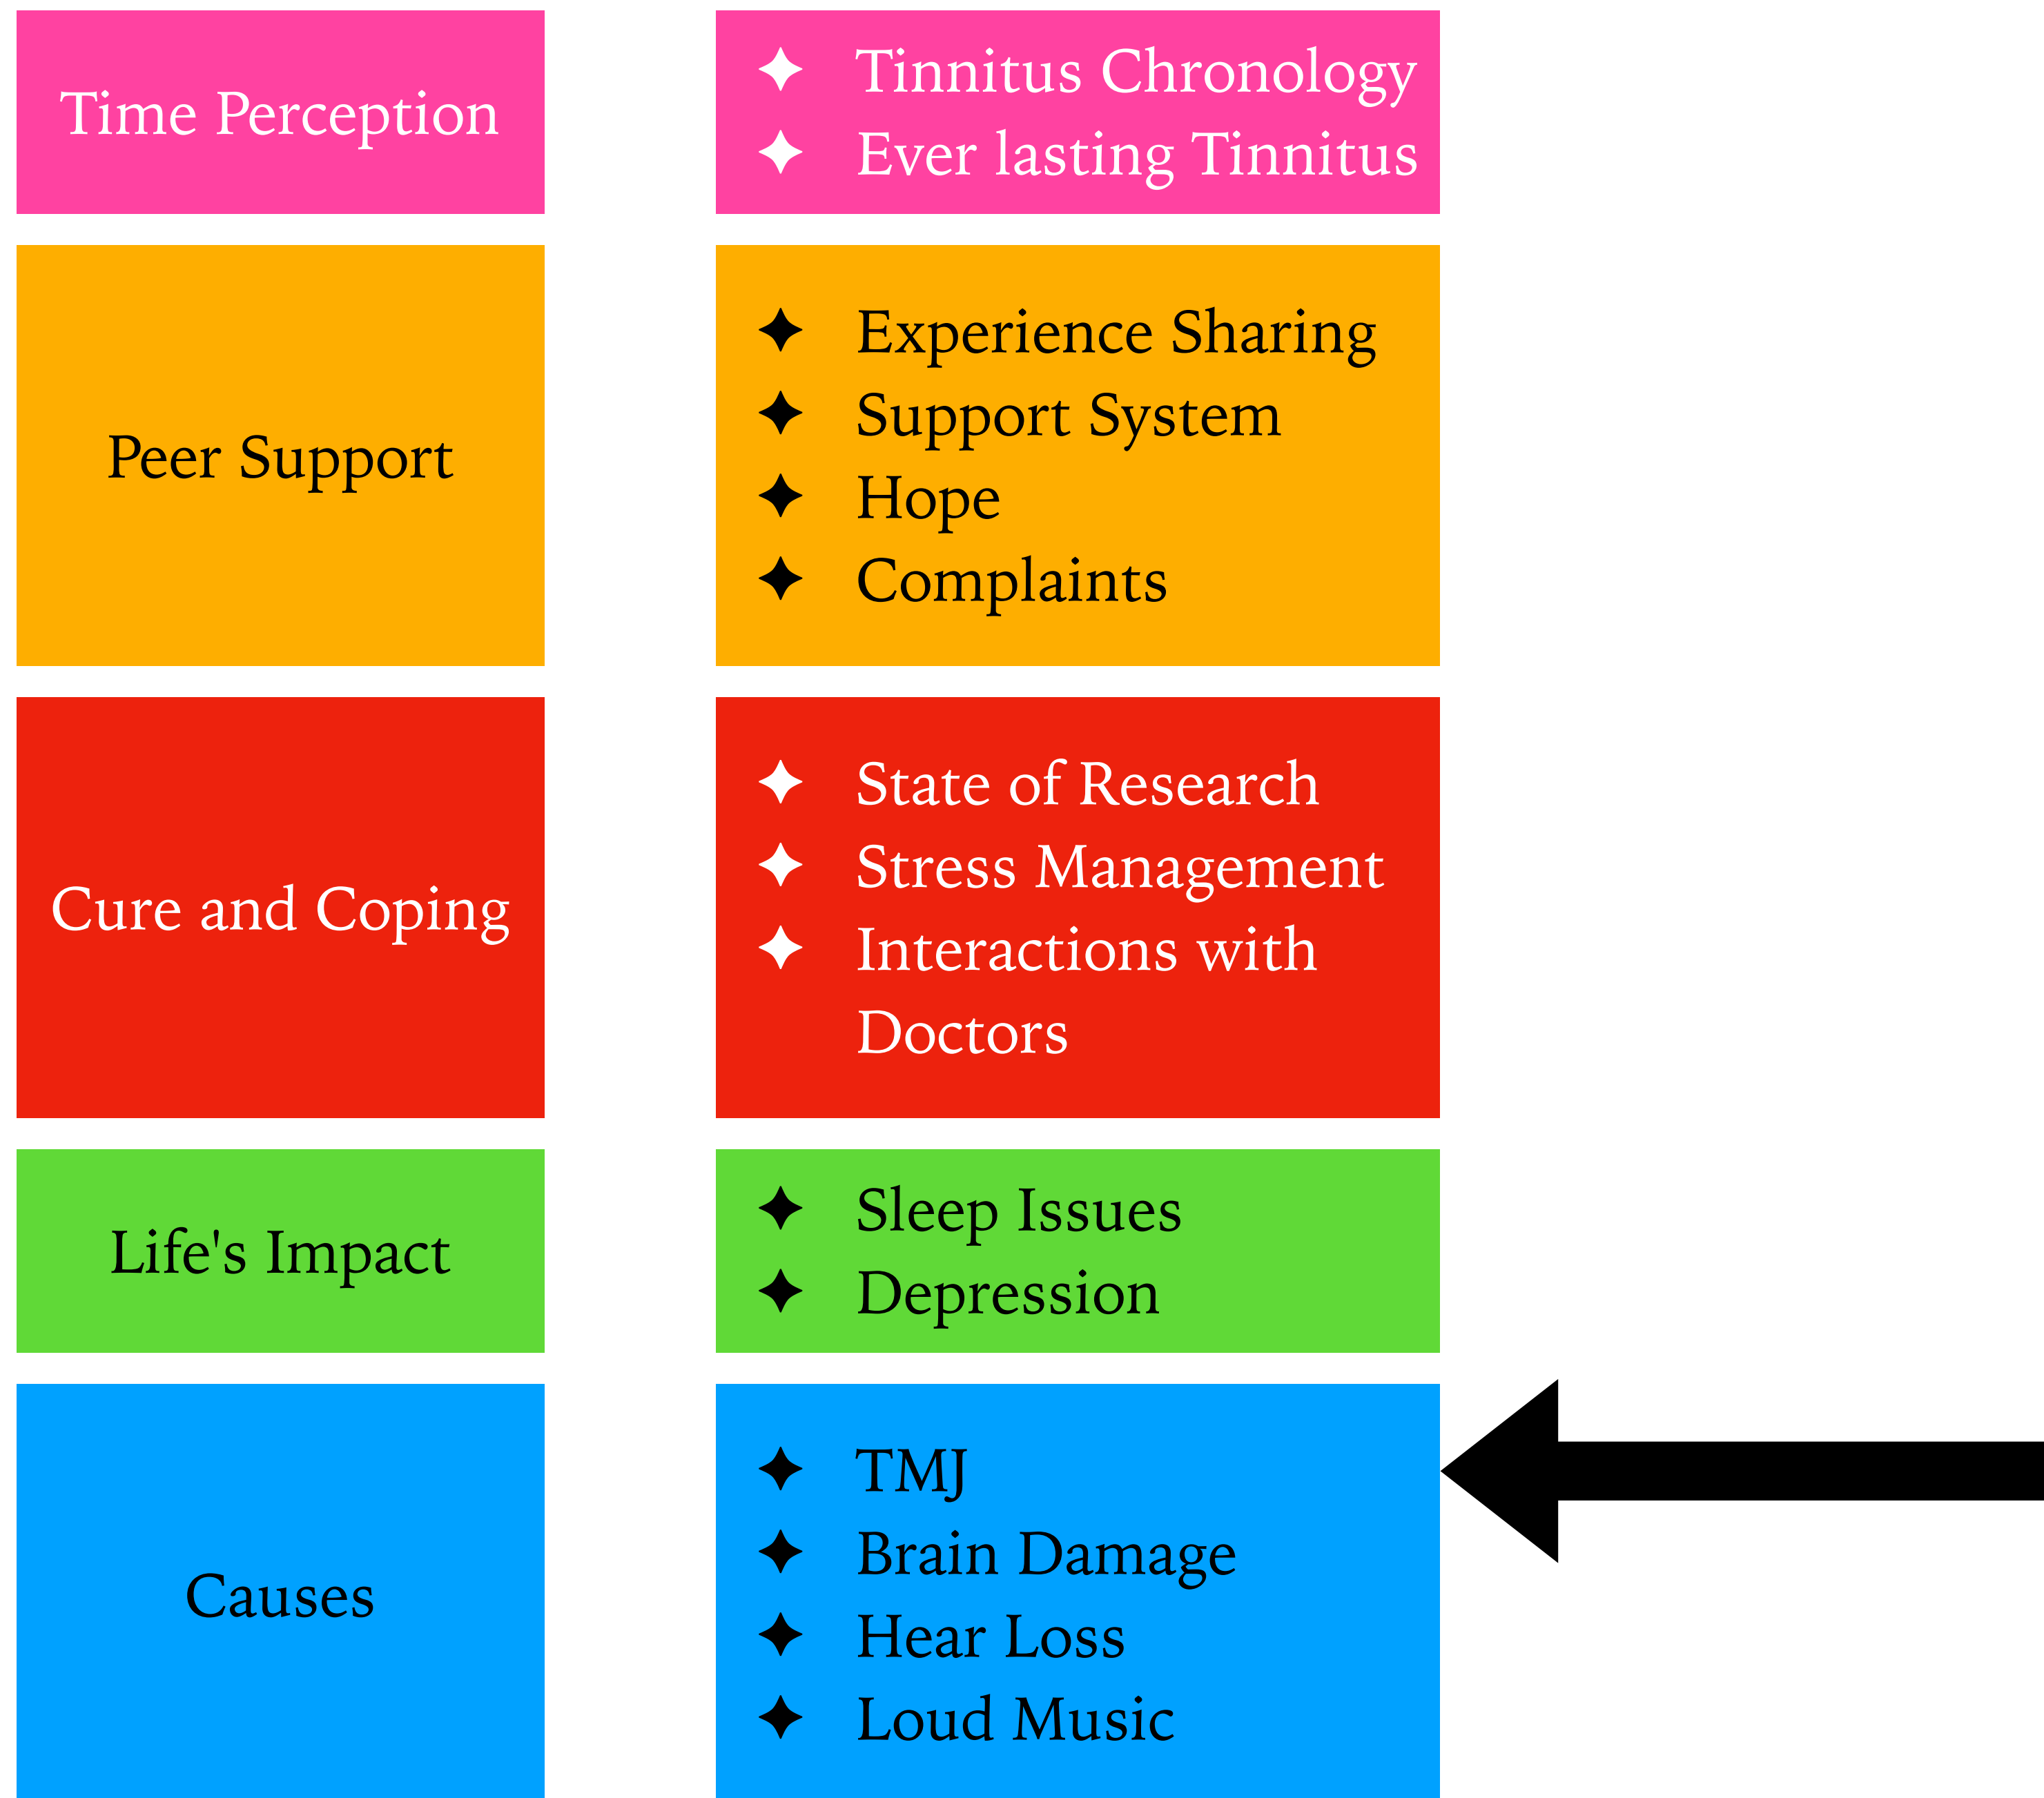 Time Perception
Tinnitus Chronology
Ever lasting Tinnitus
Peer Support
Experience Sharing
Support System
Hope
Complaints
Cure and Coping
State of Research
Stress Management
Interactions with
Doctors
Life's Impact
Sleep Issues
Depression
Causes
TMJ
Brain Damage
Hear Loss
Loud Music